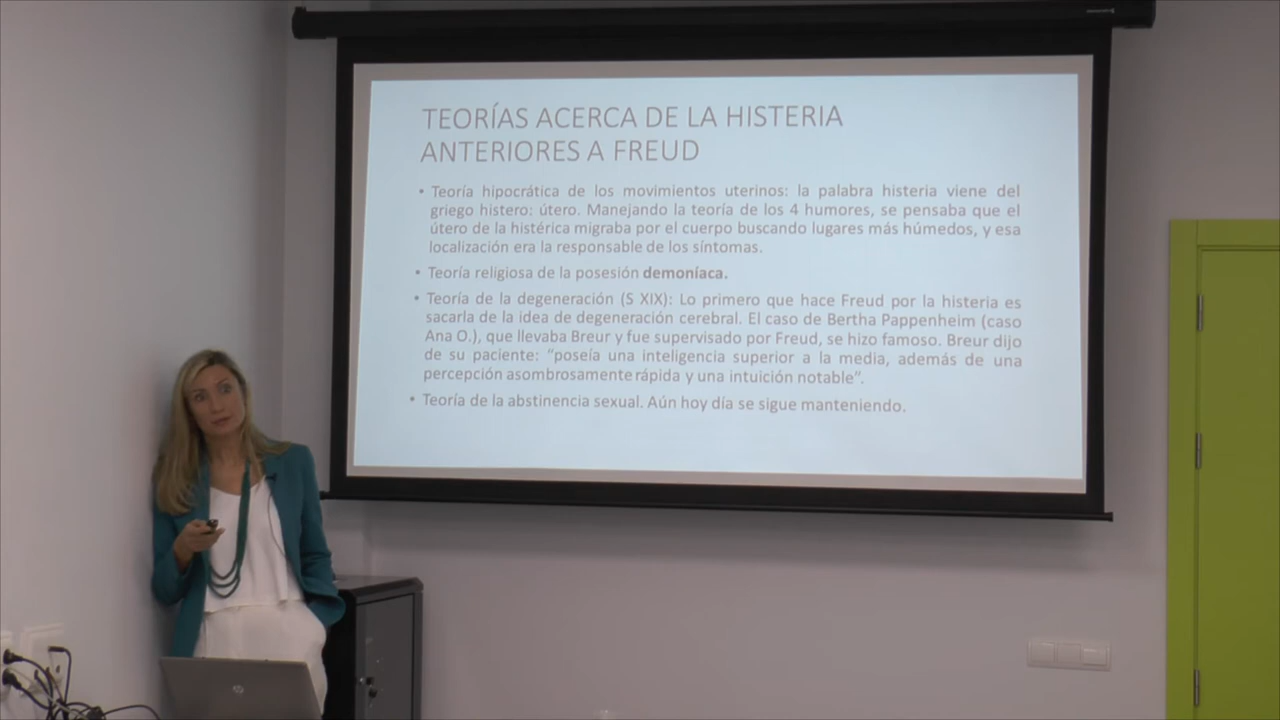 TEORÍAS ACERCA DE LA HISTERIA
ANTERIORES A FREUD
• Teoría hipocrática de los movimientos uterinos: la palabra histeria viene del
griego histero: útero. Manejando la teoría de los 4 humores, se pensaba que el
útero de la histérica migraba por el cuerpo buscando lugares más húmedos, y esa
localización era la responsable de los síntomas.
• Teoría religiosa de la posesión demoníaca.
• Teoría de la degeneración (S XIX): Lo primero que hace Freud por la histeria es
sacarla de la idea de degeneración cerebral. El caso de Bertha Pappenheim (caso
Ana O.), que llevaba Breur y fue supervisado por Freud, se hizo famoso. Breur dijo
de su paciente: “poseía una inteligencia superior a la media, además de una
percepción asombrosamente rápida y una intuición notable”.
• Teoría de la abstinencia sexual. Aún hoy día se sigue manteniendo.
hp